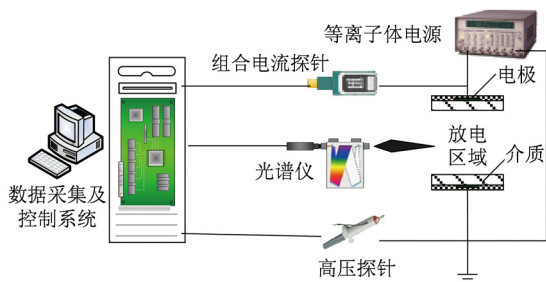 等离子体电源
组合电流探针
电极
放电
区域
光谱仪
介质
数据采集及
控制系统
高压探针